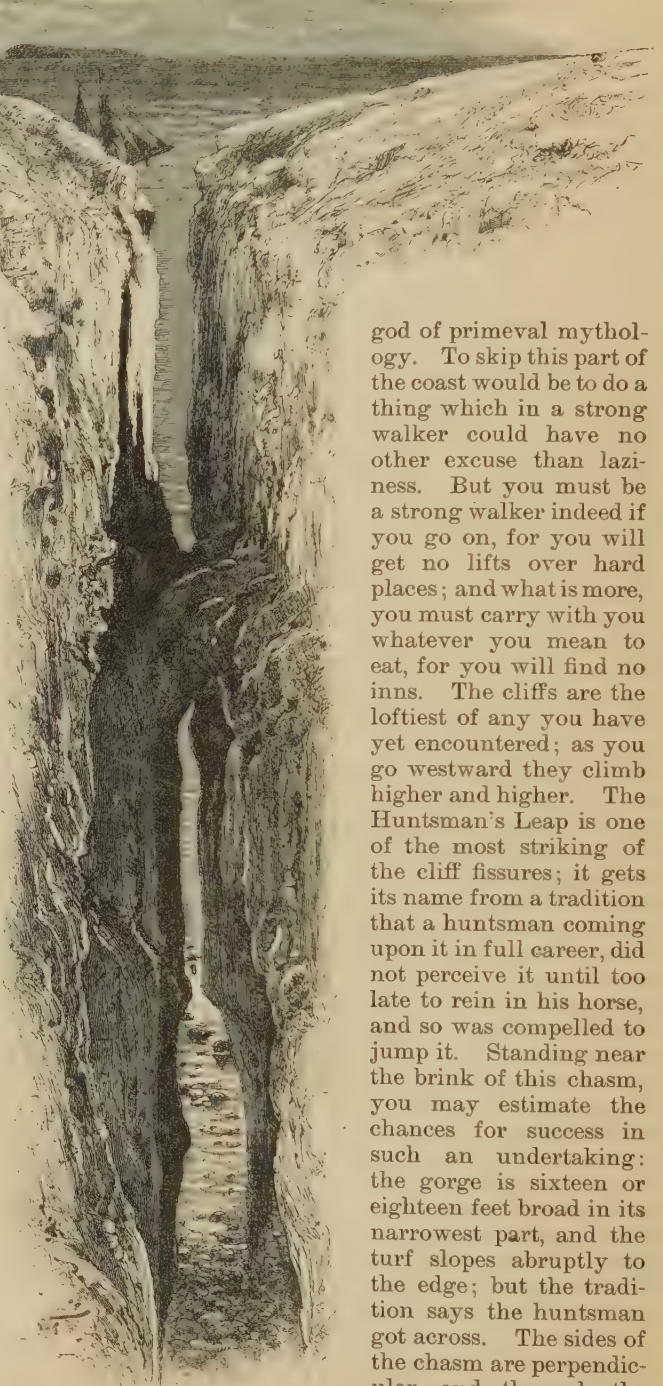 god of primeval mythol-
ogy. To skip this part of
the coast would be to do a
thing which in a strong
walker could have no
other excuse than lazi-
ness. But you must be
a strong walker indeed if
you go on, for you will
get no lifts over hard
places; and what is more,
you must carry with you
whatever you mean to
eat, for you will find no
inns. The cliffs are the
loftiest of any you have
yet encountered; as you
go westward they climb
higher and higher. The
Huntsman's Leap is one
of the most striking of
the cliff fissures; it gets
its name from a tradition
that a huntsman coming
upon it in full career, did
not perceive it until too
late to rein in his horse,
and so was compelled to
jump it. Standing near
the brink of this chasm,
you may estimate the
chances for success in
such an undertaking:
the gorge is sixteen or
eighteen feet broad in its
narrowest part, and the
turf slopes abruptly to
the edge; but the tradi-
tion says the huntsman
got across. The sides of
the chasm are perpendic-